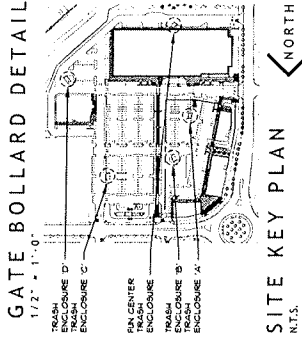 GATE BOLLARD DETAIL
1/2" = 1'-0"
TRASH
ENCLOSURE 'D'
TRASH
ENCLOSURE 'C'
FUN CENTER
TRASH
ENCLOSURE
TRASH
ENCLOSURE 'B'
TRASH
ENCLOSURE 'A'
SITE KEY PLAN
N.T.S.
NORTH